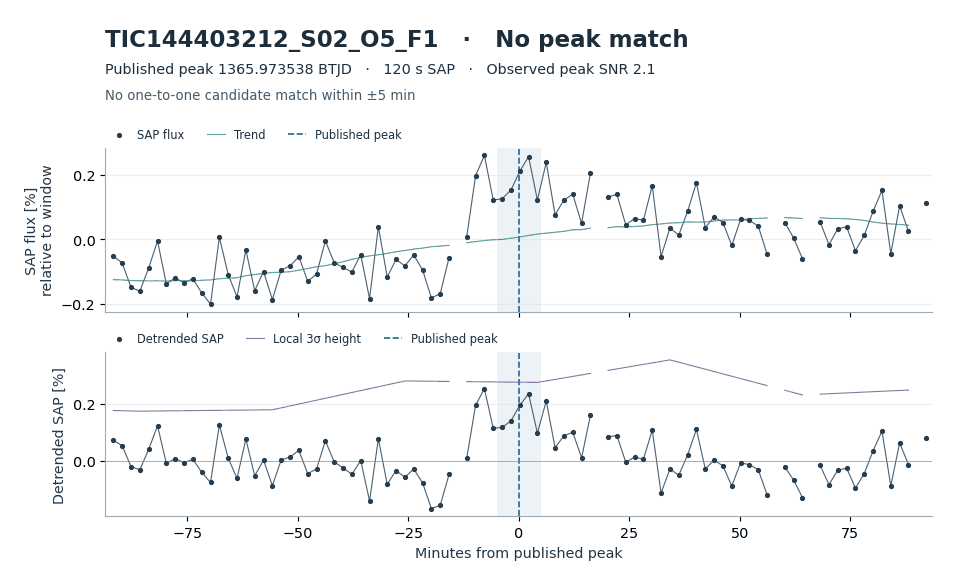 TIC144403212_S02_O5_F1 · No peak match
Published peak 1365.973538 BTJD · 120 s SAP · Observed peak SNR 2.1
No one-to-one candidate match within ±5 min
SAP flux Trend Published peak
SAP flux [%]
relative to window
0.2
0.0
−0.2
Detrended SAP Local 3σ height Published peak
Detrended SAP [%]
0.2
0.0
−75 −50 −25 0 25 50 75
Minutes from published peak